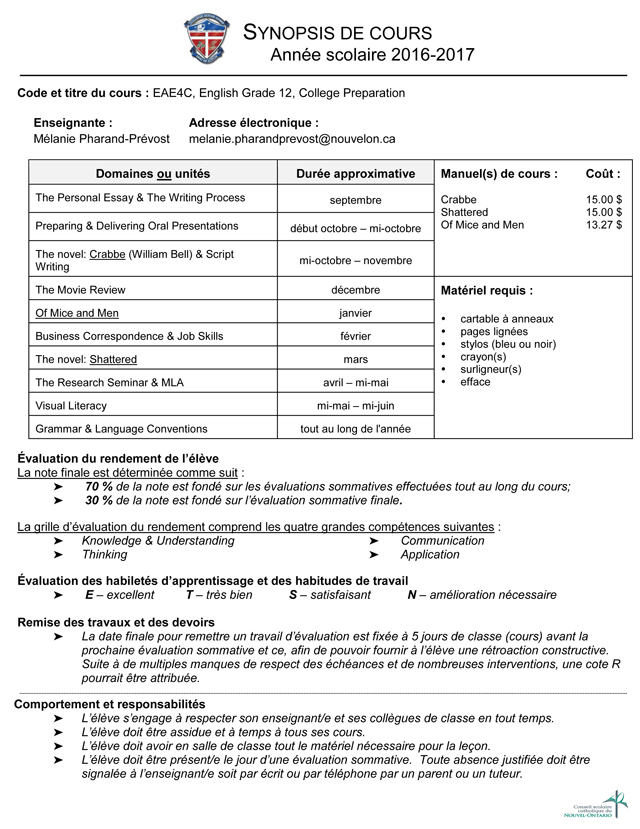 SYNOPSIS DE COURS
Année scolaire 2016-2017
Code et titre du cours : EAE4C, English Grade 12, College Preparation
Enseignante : Adresse électronique :
Mélanie Pharand-Prévost melanie.pharandprevost@nouvelon.ca
Domaines ou unités Durée approximative
The Personal Essay & The Writing Process septembre
Preparing & Delivering Oral Presentations début octobre – mi-octobre
The novel: Crabbe (William Bell) & Script
Writing
mi-octobre – novembre
The Movie Review décembre
Of Mice and Men janvier
Business Correspondence & Job Skills février
The novel: Shattered mars
The Research Seminar & MLA avril – mi-mai
Visual Literacy mi-mai – mi-juin
Grammar & Language Conventions tout au long de l'année
Manuel(s) de cours : Coût :
Crabbe 15.00 $
Shattered 15.00 $
Of Mice and Men 13.27 $
Matériel requis :
• cartable à anneaux
• pages lignées
• stylos (bleu ou noir)
• crayon(s)
• surligneur(s)
• efface
Évaluation du rendement de l’élève
La note finale est déterminée comme suit :
➤ 70 % de la note est fondé sur les évaluations sommatives effectuées tout au long du cours;
➤ 30 % de la note est fondé sur l’évaluation sommative finale.
La grille d’évaluation du rendement comprend les quatre grandes compétences suivantes :
➤ Knowledge & Understanding ➤ Communication
➤ Thinking ➤ Application
Évaluation des habiletés d’apprentissage et des habitudes de travail
➤ E – excellent T – très bien S – satisfaisant N – amélioration nécessaire
Remise des travaux et des devoirs
➤ La date finale pour remettre un travail d’évaluation est fixée à 5 jours de classe (cours) avant la
prochaine évaluation sommative et ce, afin de pouvoir fournir à l’élève une rétroaction constructive.
Suite à de multiples manques de respect des échéances et de nombreuses interventions, une cote R
pourrait être attribuée.
Comportement et responsabilités
➤ L’élève s’engage à respecter son enseignant/e et ses collègues de classe en tout temps.
➤ L’élève doit être assidue et à temps à tous ses cours.
➤ L’élève doit avoir en salle de classe tout le matériel nécessaire pour la leçon.
➤ L’élève doit être présent/e le jour d’une évaluation sommative. Toute absence justifiée doit être
signalée à l’enseignant/e soit par écrit ou par téléphone par un parent ou un tuteur.
Conseil scolaire
catholique du
NOUVEL-ONTARIO